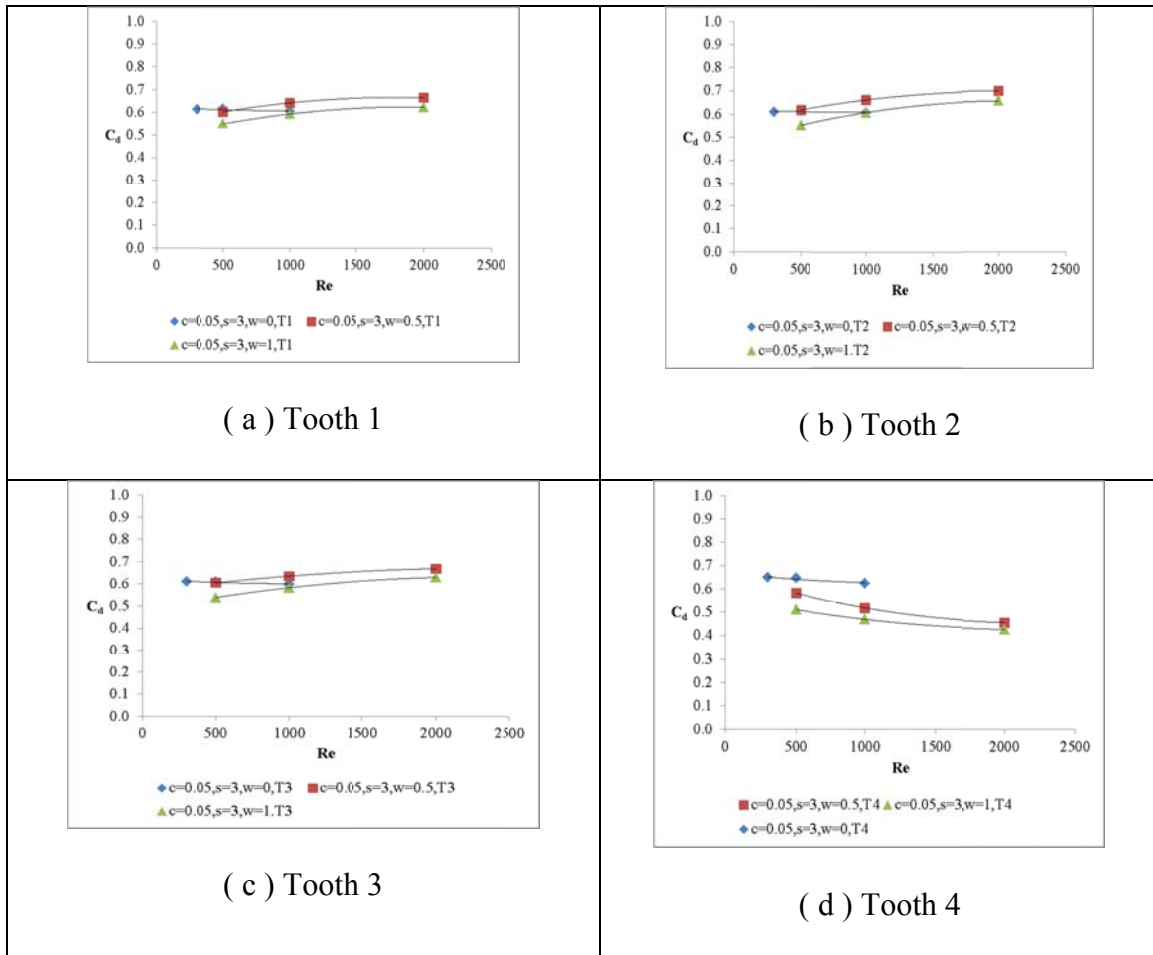 1.0
0.9
0.8
0.7
0.6
0.5
0.4
0.3
0.2
0.1
0.0
Cd
0 500 1000 1500 2000 2500
Re
c=0.05,s=3,w=0,T1 c=0.05,s=3,w=0.5,T1
c=0.05,s=3,w=1,T1
( a ) Tooth 1
1.0
0.9
0.8
0.7
0.6
0.5
0.4
0.3
0.2
0.1
0.0
Cd
0 500 1000 1500 2000 2500
Re
c=0.05,s=3,w=0,T2 c=0.05,s=3,w=0.5,T2
c=0.05,s=3,w=1.T2
( b ) Tooth 2
1.0
0.9
0.8
0.7
0.6
0.5
0.4
0.3
0.2
0.1
0.0
Cd
0 500 1000 1500 2000 2500
Re
c=0.05,s=3,w=0,T3 c=0.05,s=3,w=0.5,T3
c=0.05,s=3,w=1.T3
( c ) Tooth 3
1.0
0.9
0.8
0.7
0.6
0.5
0.4
0.3
0.2
0.1
0.0
Cd
0 500 1000 1500 2000 2500
Re
c=0.05,s=3,w=0.5,T4 c=0.05,s=3,w=1,T4
c=0.05,s=3,w=0,T4
( d ) Tooth 4